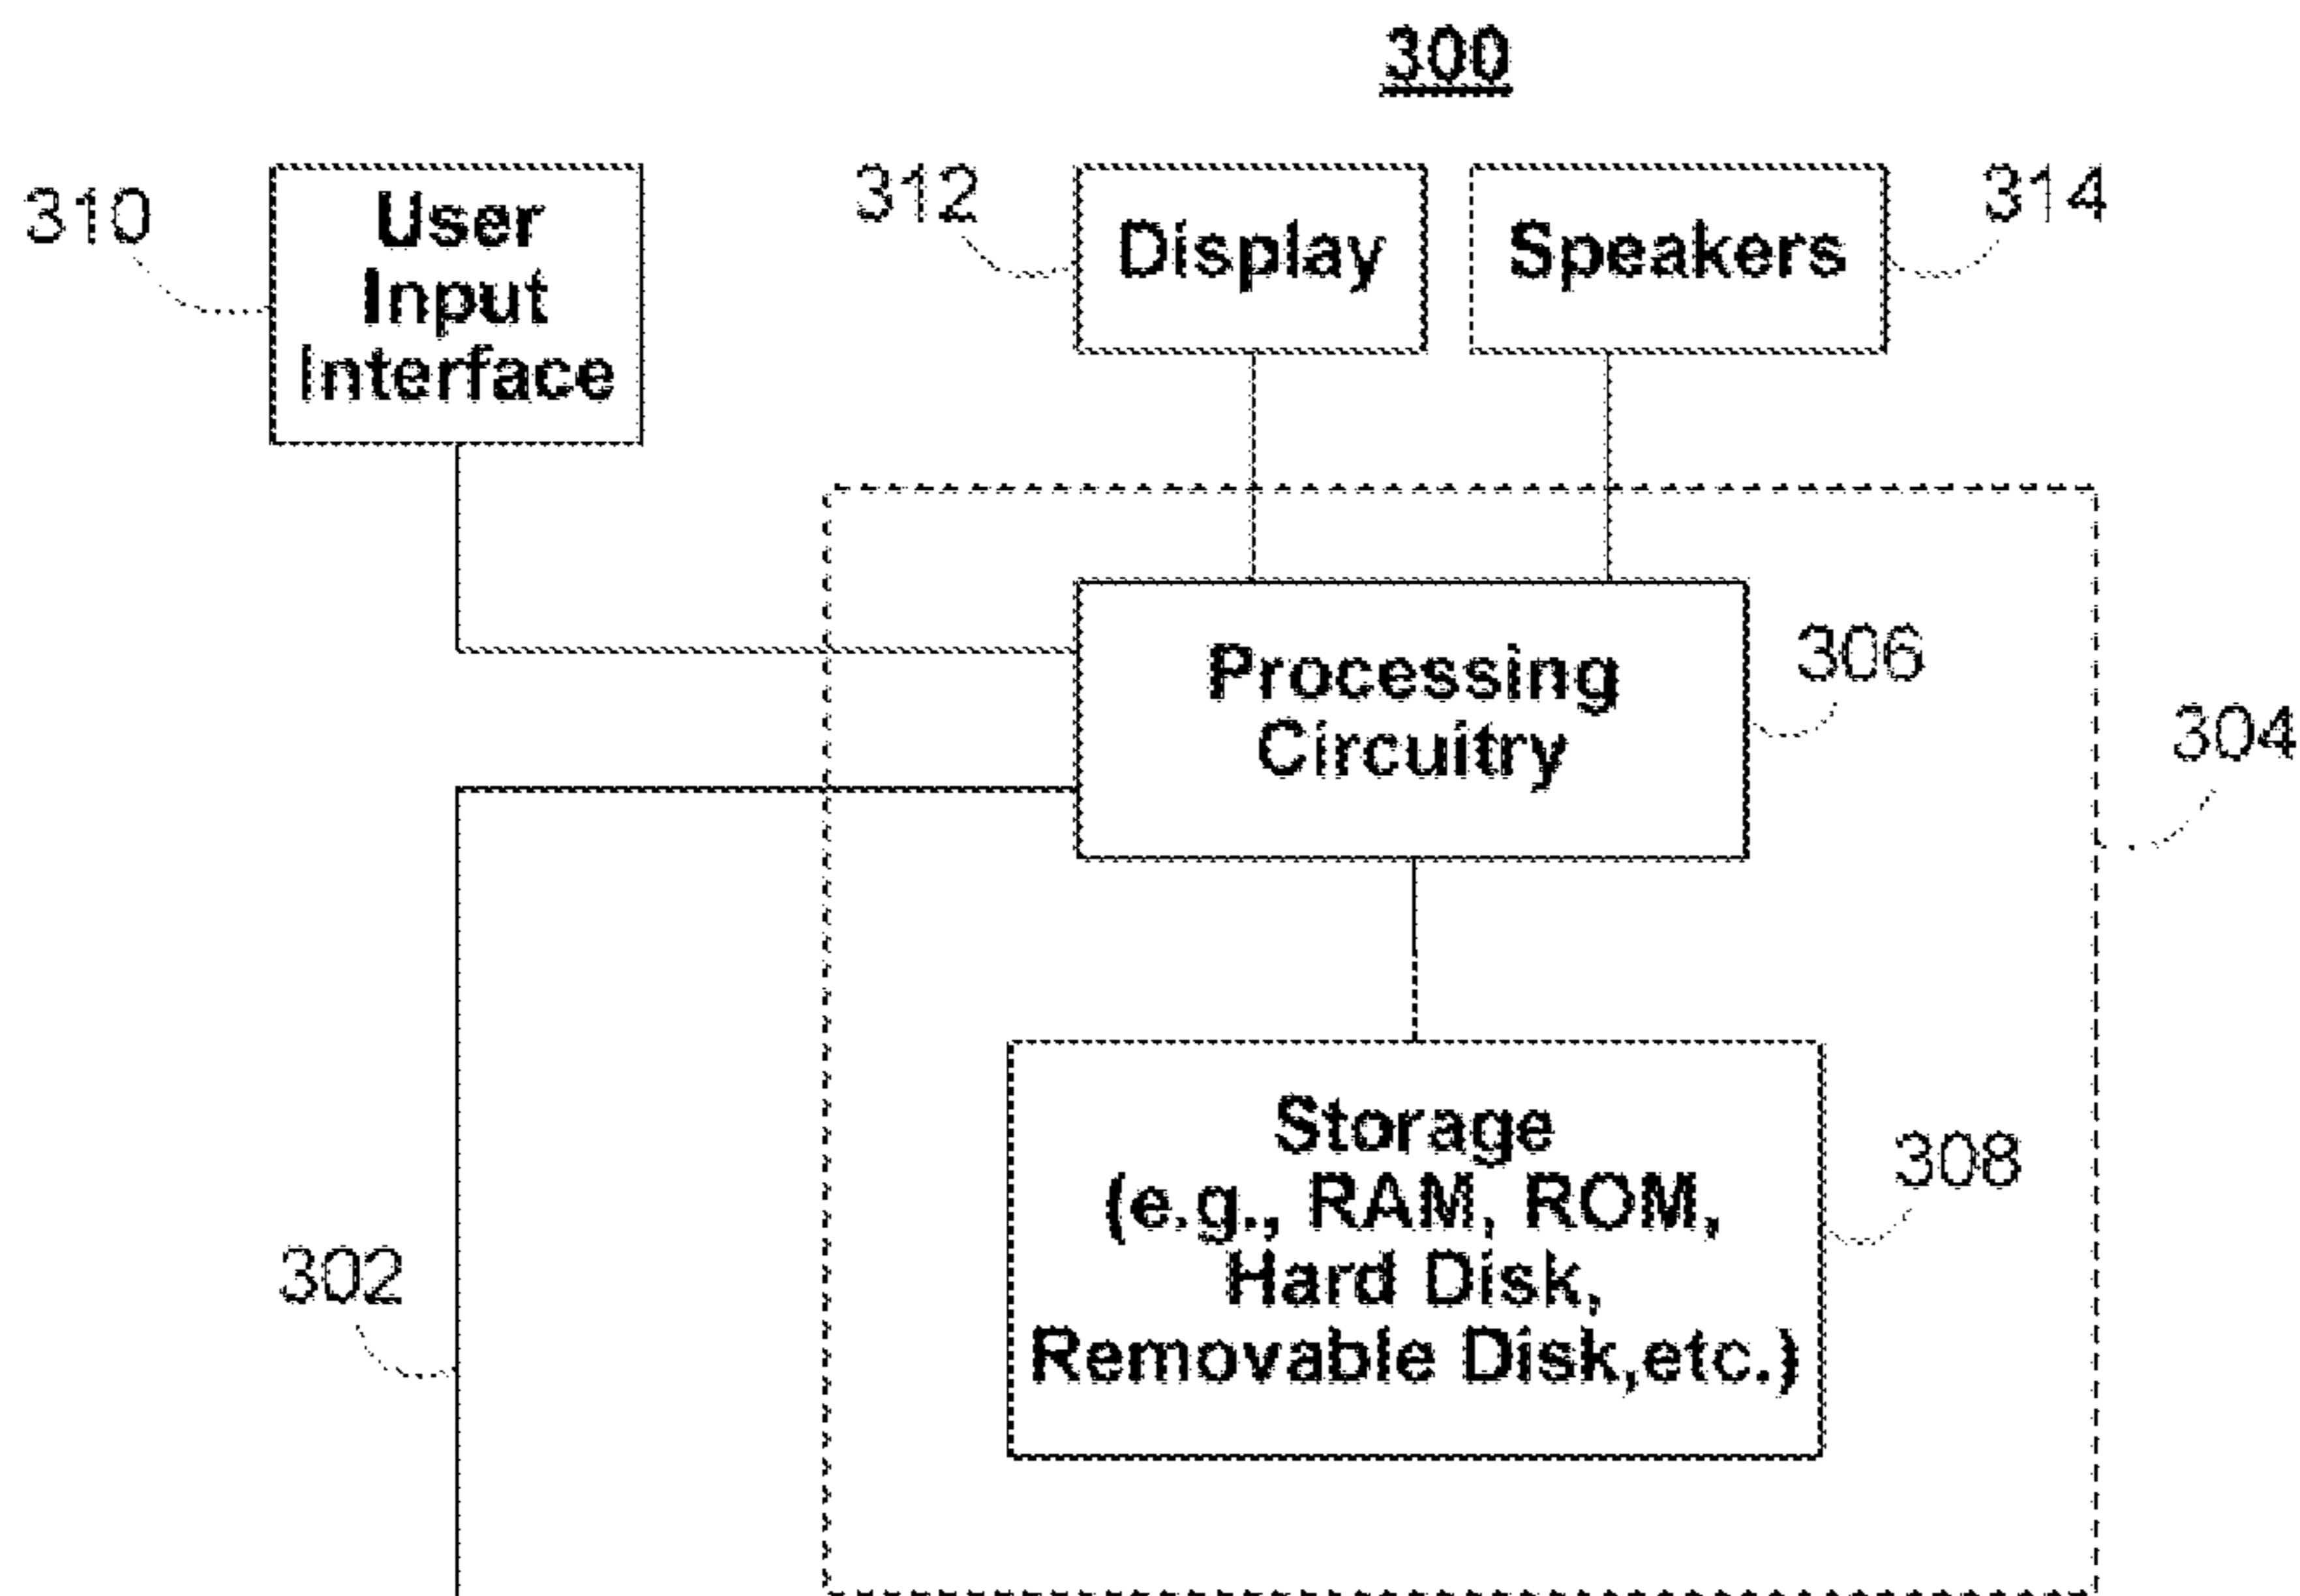 300
310
User
Input
Interface
312
Display
Speakers
314
Processing
Circuitry
306
304
Storage
(e.g., RAM, ROM,
Hard Disk,
Removable Disk,etc.)
308
302